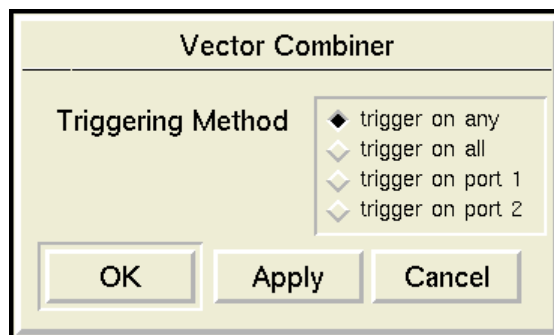 Vector Combiner
Triggering Method
trigger on any
trigger on all
trigger on port 1
trigger on port 2
OK Apply Cancel